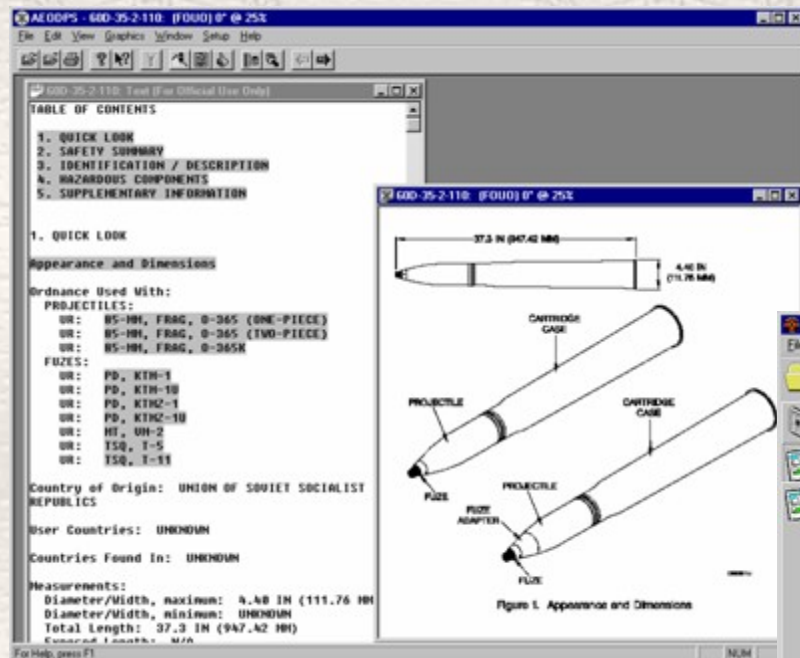 AEODPS - 60D-35-2-110: (FOUO) 0° @ 25%
File Edit View Graphics Window Setup Help
60D-35-2-110: Text (For Official Use Only)
TABLE OF CONTENTS
1. QUICK LOOK
2. SAFETY SUMMARY
3. IDENTIFICATION / DESCRIPTION
4. HAZARDOUS COMPONENTS
5. SUPPLEMENTARY INFORMATION
1. QUICK LOOK
Appearance and Dimensions
Ordnance Used With:
PROJECTILES:
UR: 85-MM, FRAG, O-365 (ONE-PIECE)
UR: 85-MM, FRAG, O-365 (TWO-PIECE)
UR: 85-MM, FRAG, O-365K
FUZES:
UR: PD, KTM-1
UR: PD, KTM-1U
UR: PD, KTMZ-1
UR: PD, KTMZ-1U
UR: MT, VM-2
UR: TSQ, T-5
UR: TSQ, T-11
Country of Origin: UNION OF SOVIET SOCIALIST
REPUBLICS
User Countries: UNKNOWN
Countries Found In: UNKNOWN
Measurements:
Diameter/Width, maximum: 4.40 IN (111.76 MM
Diameter/Width, minimum: UNKNOWN
Total Length: 37.3 IN (947.42 MM)
60D-35-2-110: (FOUO) 0° @ 25%
37.3 IN (947.42 MM)
4.40 IN
(11.76 MM)
CARTRIDGE
CASE
PROJECTILE
CARTRIDGE
CASE
FUZE
PROJECTILE
FUZE
ADAPTER
FUZE
Figure 1. Appearance and Dimensions
For Help, press F1
NUM